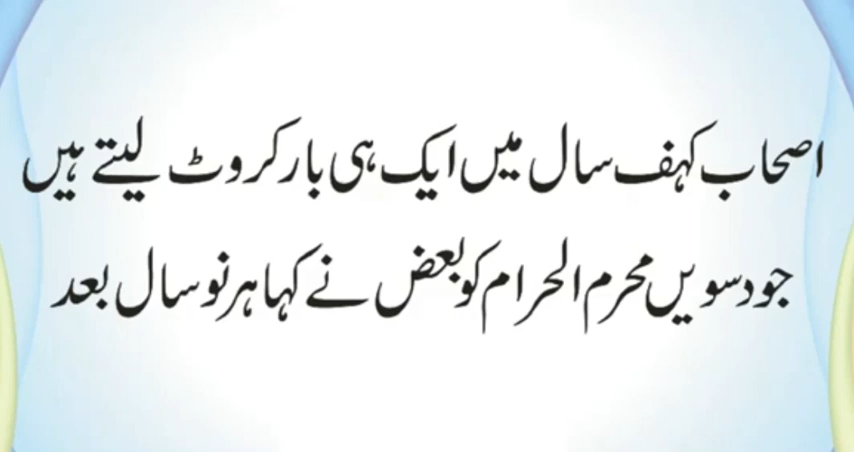 اصحاب کہف سال میں ایک ہی بار کروٹ لیتے ہیں
جو دسویں محرم الحرام کو بعض نے کہا ہر نو سال بعد